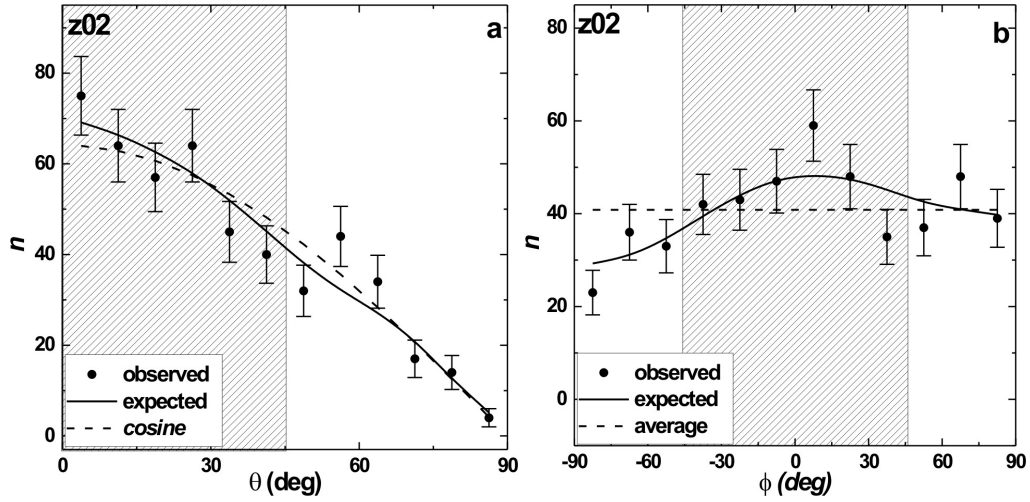 z02
a
n
80
60
40
20
0
observed
expected
cosine
0 30 60 90
θ (deg)
z02
b
n
80
60
40
20
0
observed
expected
average
-90 -60 -30 0 30 60 90
ϕ (deg)